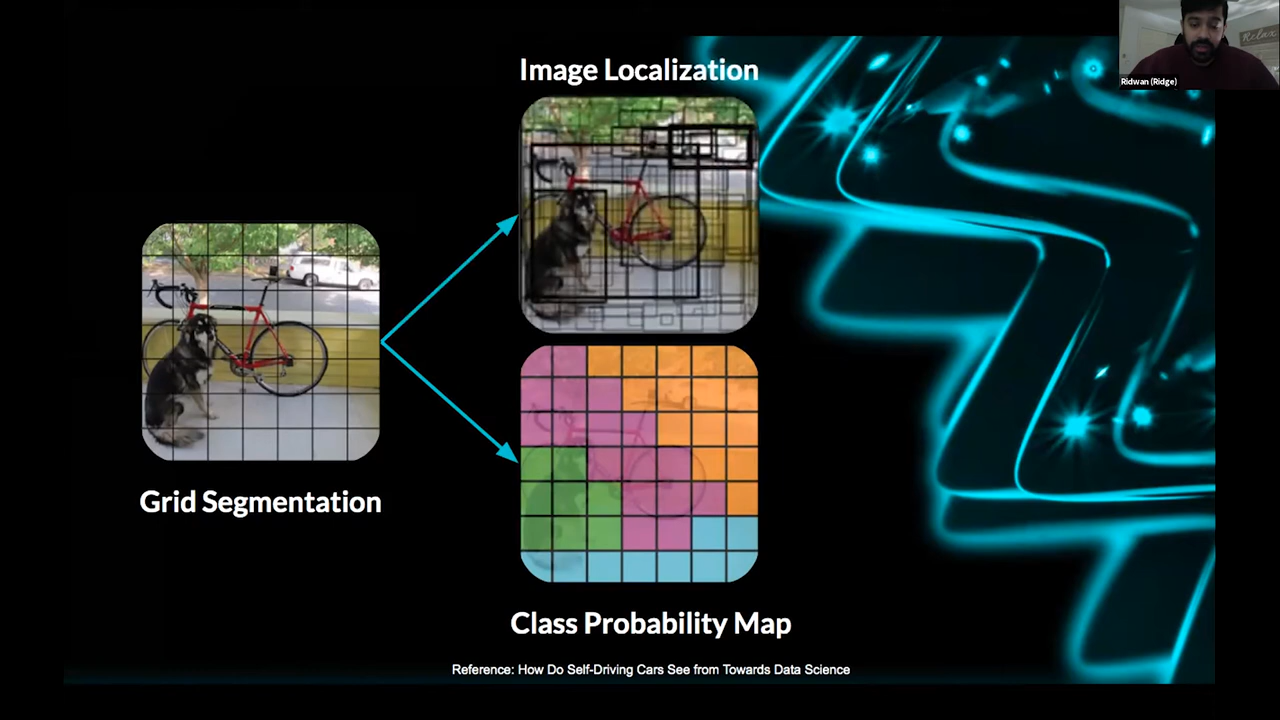 Image Localization
Relax
Ridwan (Ridge)
Grid Segmentation
Class Probability Map
Reference: How Do Self-Driving Cars See from Towards Data Science